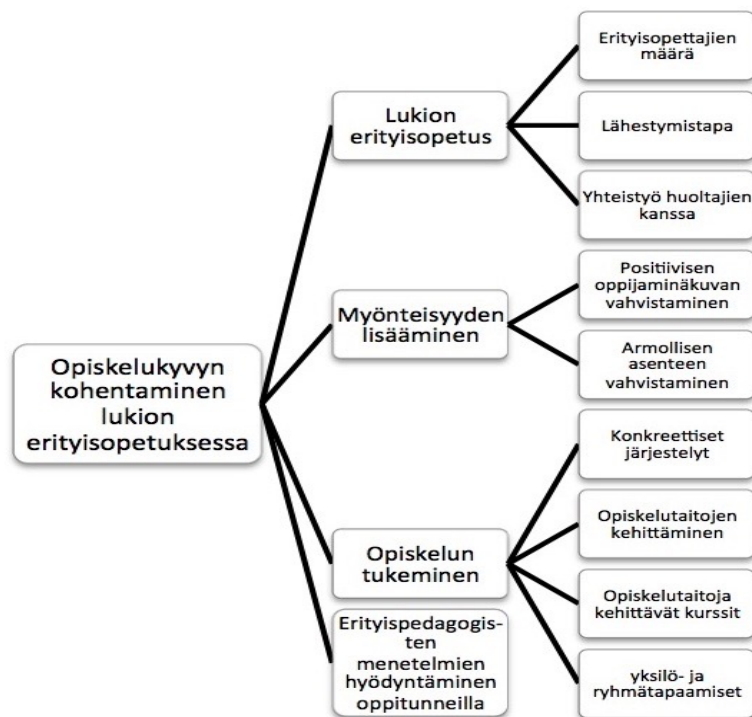 Opiskelukyvyn
kohentaminen
lukion
erityisopetuksessa
Lukion
erityisopetus
Erityisopettajien
määrä
Lähestymistapa
Yhteistyö huoltajien
kanssa
Myönteisyyden
lisääminen
Positiivisen
oppijaminäkuvan
vahvistaminen
Armollisen
asenteen
vahvistaminen
Opiskelun
tukeminen
Konkreettiset
järjestelyt
Opiskelutaitojen
kehittäminen
Opiskelutaitoja
kehittävät kurssit
yksilö- ja
ryhmätapaamiset
Erityispedagogis-
ten
menetelmien
hyödyntäminen
oppitunneilla